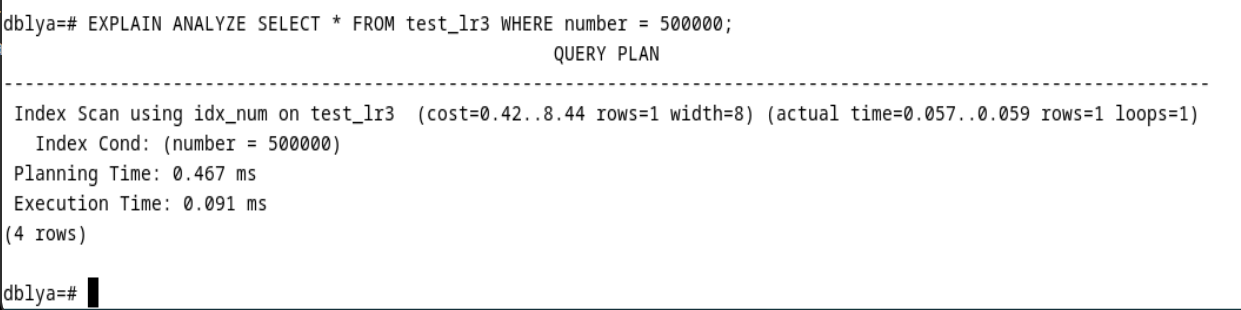 dblya=# EXPLAIN ANALYZE SELECT * FROM test_lr3 WHERE number = 500000;
QUERY PLAN
-----------------------------------------------------------------------------------------------------------------
Index Scan using idx_num on test_lr3  (cost=0.42..8.44 rows=1 width=8) (actual time=0.057..0.059 rows=1 loops=1)
Index Cond: (number = 500000)
Planning Time: 0.467 ms
Execution Time: 0.091 ms
(4 rows)
dblya=#